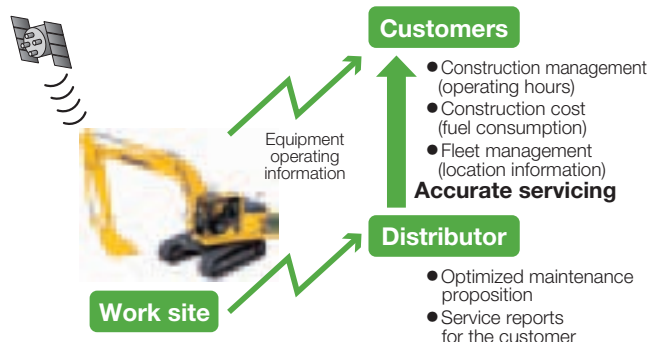 Customers
● Construction management
(operating hours)
● Construction cost
(fuel consumption)
● Fleet management
(location information)
Equipment
operating
information
Accurate servicing
Distributor
● Optimized maintenance
proposition
● Service reports
for the customer
Work site